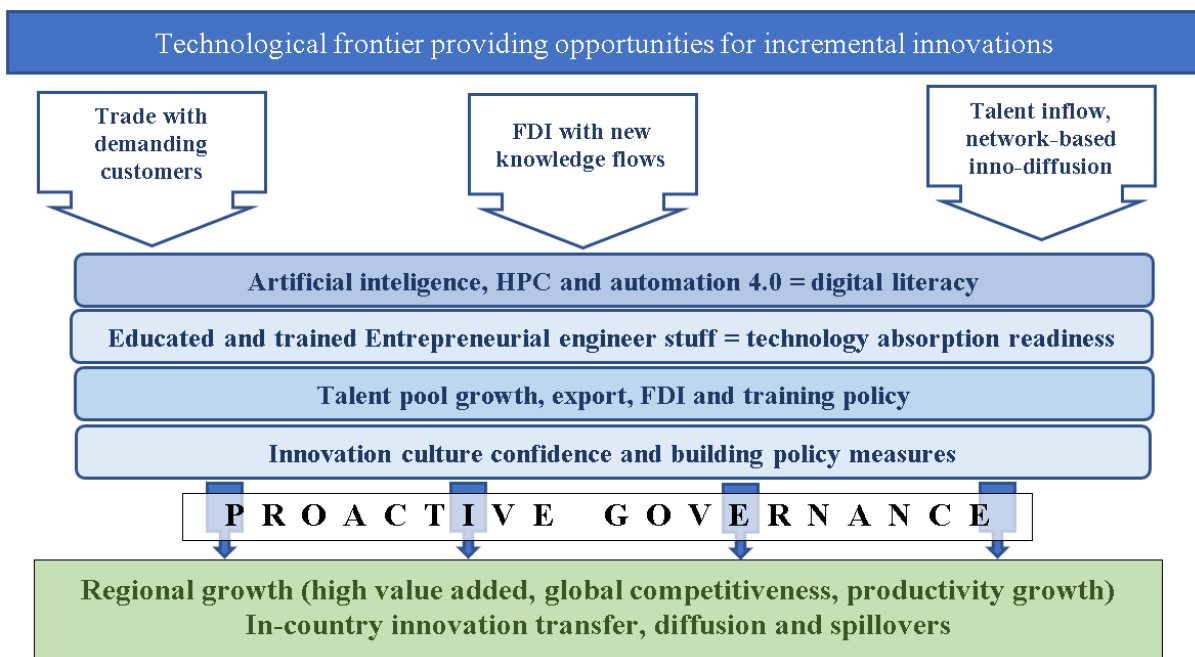 Technological frontier providing opportunities for incremental innovations
Trade with
demanding
customers
FDI with new
knowledge flows
Talent inflow,
network-based
inno-diffusion
Artificial inteligence, HPC and automation 4.0 = digital literacy
Educated and trained Entrepreneurial engineer stuff = technology absorption readiness
Talent pool growth, export, FDI and training policy
Innovation culture confidence and building policy measures
PROACTIVE GOVERNANCE
Regional growth (high value added, global competitiveness, productivity growth)
In-country innovation transfer, diffusion and spillovers